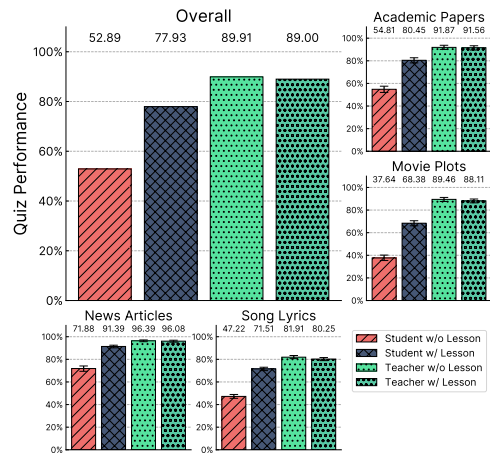 Overall
52.89 77.93 89.91 89.00
100%
80%
60%
40%
20%
0%
Quiz Performance
Academic Papers
54.81 80.45 91.87 91.56
100%
80%
60%
40%
20%
0%
Movie Plots
37.64 68.38 89.46 88.11
100%
80%
60%
40%
20%
0%
News Articles
71.88 91.39 96.39 96.08
100%
80%
60%
40%
20%
0%
Song Lyrics
47.22 71.51 81.91 80.25
100%
80%
60%
40%
20%
0%
Student w/o Lesson
Student w/ Lesson
Teacher w/o Lesson
Teacher w/ Lesson